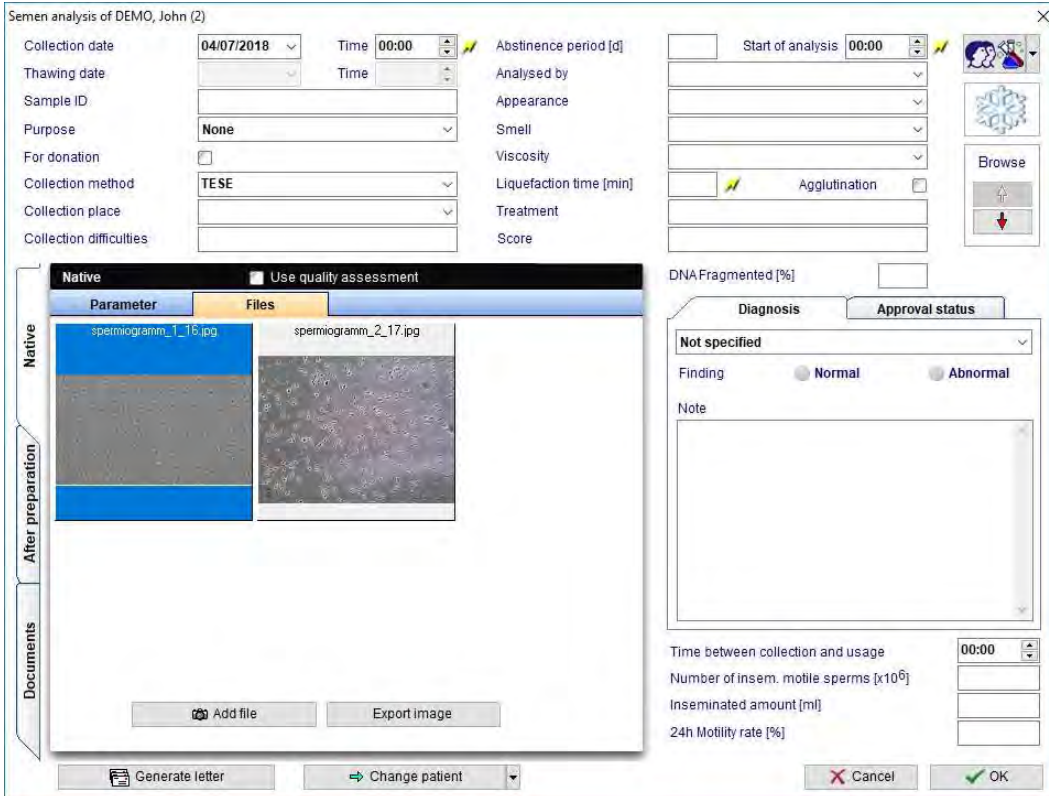 Semen analysis of DEMO, John (2)
Collection date 04/07/2018 Time 00:00
Thawing date Time
Sample ID
Purpose None
For donation
Collection method TESE
Collection place
Collection difficulties
Abstinence period [d] Start of analysis 00:00
Analysed by
Appearance
Smell
Viscosity
Liquefaction time [min] Agglutination
Treatment
Score
Browse
Native
After preparation
Documents
Native Use quality assessment
Parameter Files
spermiogramm_1_16.jpg spermiogramm_2_17.jpg
Add file Export image
DNA Fragmented [%]
Diagnosis Approval status
Not specified
Finding Normal Abnormal
Note
Time between collection and usage 00:00
Number of insem. motile sperms [x10⁶]
Inseminated amount [ml]
24h Motility rate [%]
Generate letter Change patient Cancel OK